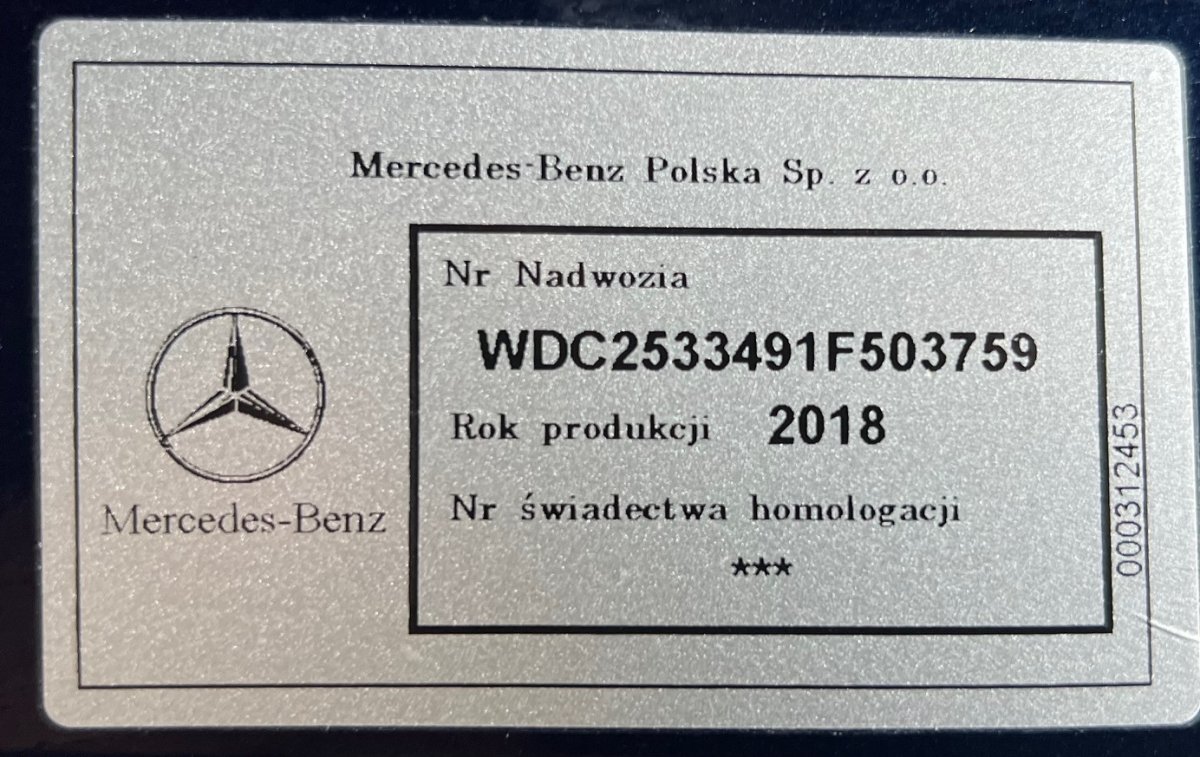 Mercedes-Benz Polska Sp. z o.o.
Nr Nadwozia
WDC2533491F503759
Rok produkcji 2018
Nr świadectwa homologacji
***
Mercedes-Benz
000312453